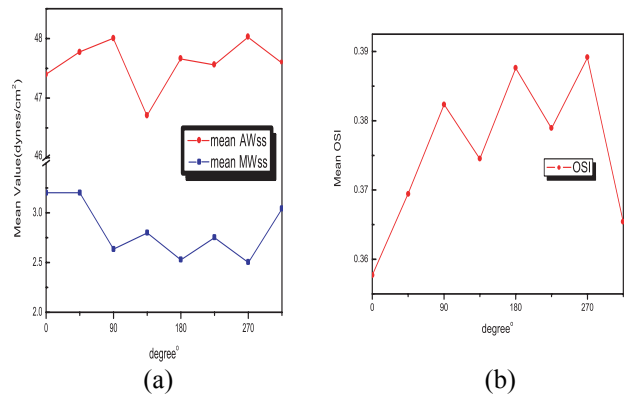 48
47
46
3.0
2.5
2.0
Mean Value(dynes/cm²)
mean AWss
mean MWss
0 90 180 270
degree°
(a)
0.39
0.38
0.37
0.36
Mean OSI
OSI
0 90 180 270
degree°
(b)